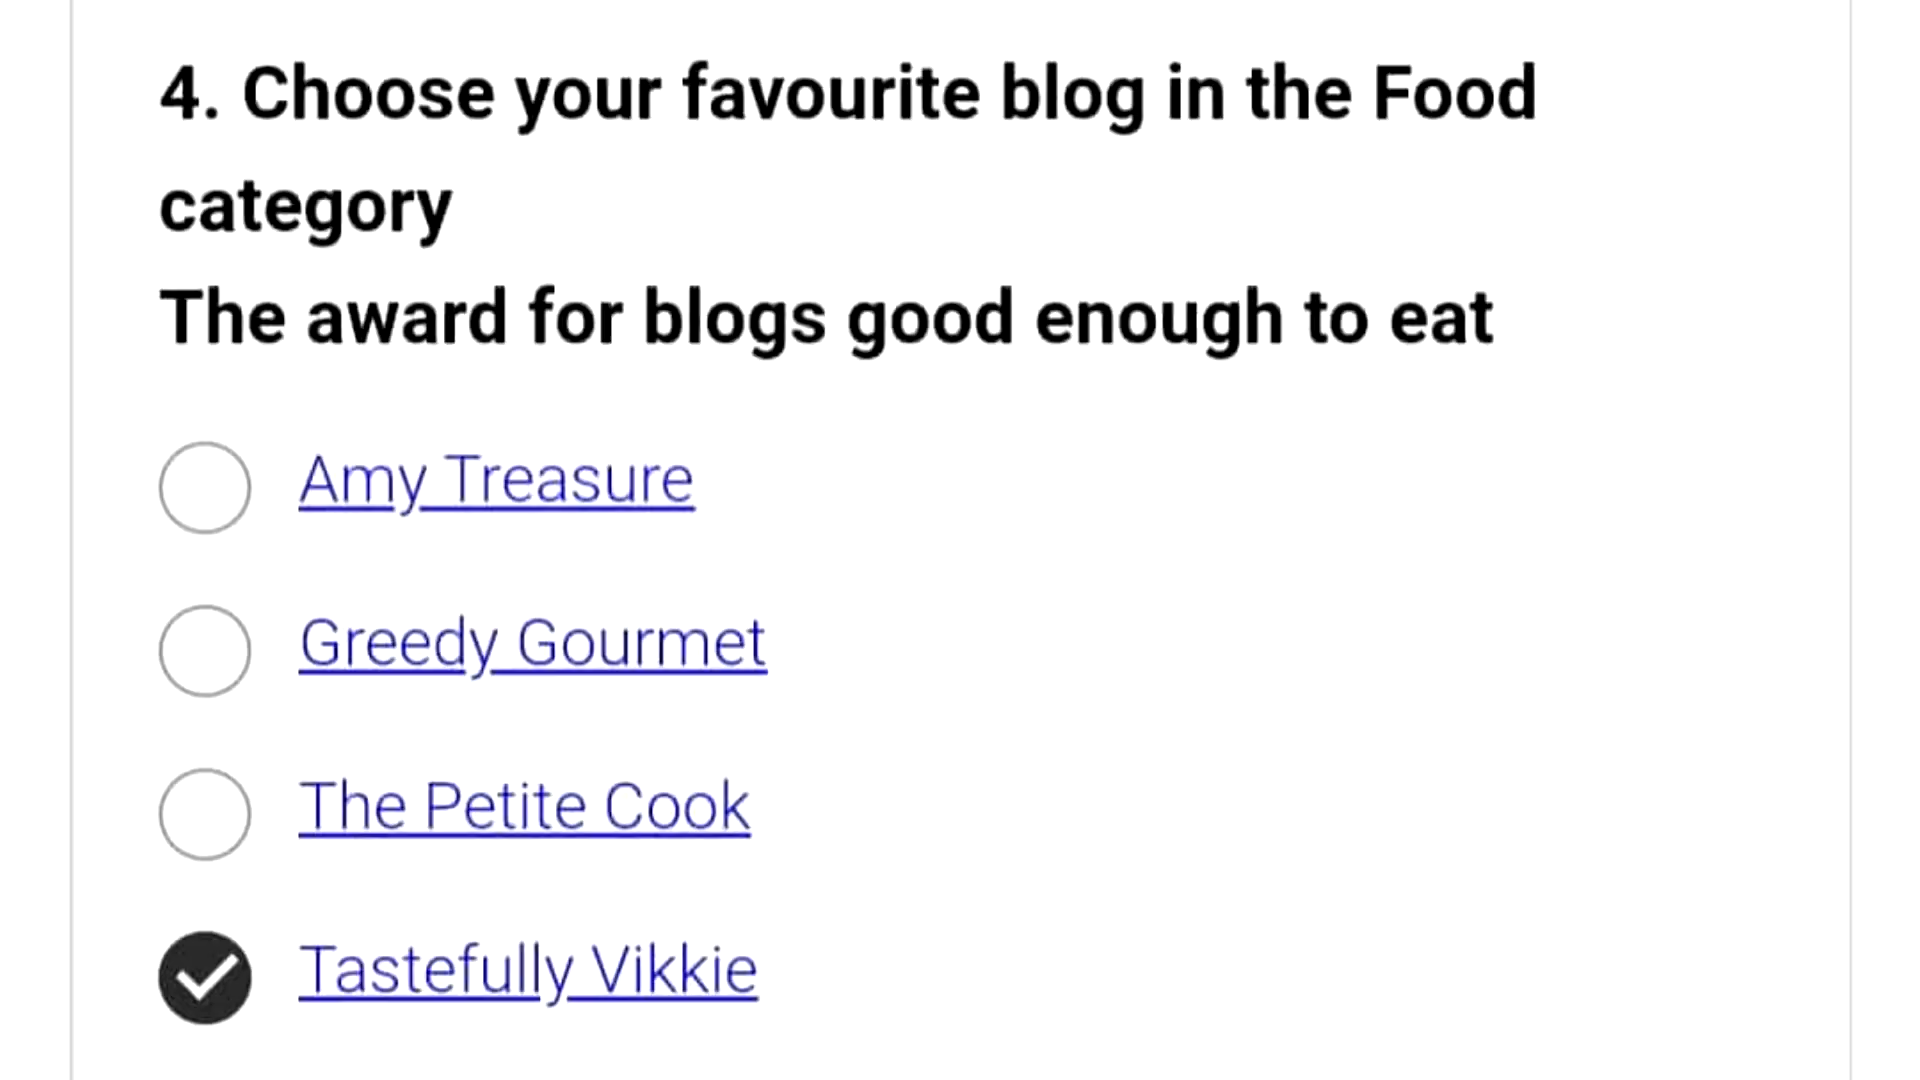 4. Choose your favourite blog in the Food
category
The award for blogs good enough to eat
Amy Treasure
Greedy Gourmet
The Petite Cook
Tastefully Vikkie